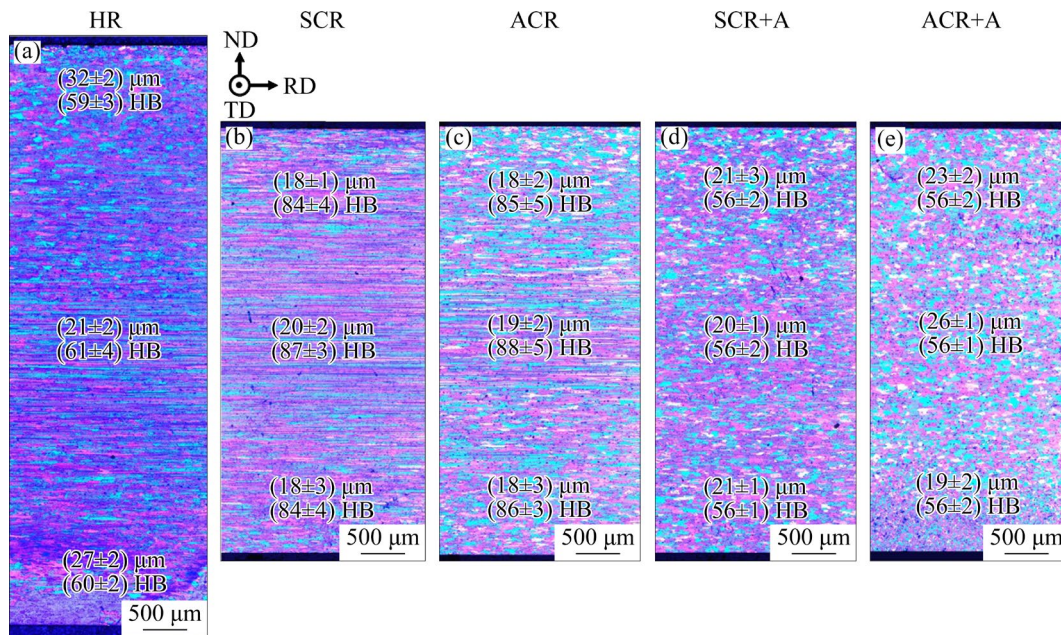 HR
SCR
ACR
SCR+A
ACR+A
(a)
(32±2) μm
(59±3) HB
(21±2) μm
(61±4) HB
(27±2) μm
(60±2) HB
500 μm
ND
RD
TD
(b)
(18±1) μm
(84±4) HB
(20±2) μm
(87±3) HB
(18±3) μm
(84±4) HB
500 μm
(c)
(18±2) μm
(85±5) HB
(19±2) μm
(88±5) HB
(18±3) μm
(86±3) HB
500 μm
(d)
(21±3) μm
(56±2) HB
(20±1) μm
(56±2) HB
(21±1) μm
(56±1) HB
500 μm
(e)
(23±2) μm
(56±2) HB
(26±1) μm
(56±1) HB
(19±2) μm
(56±2) HB
500 μm